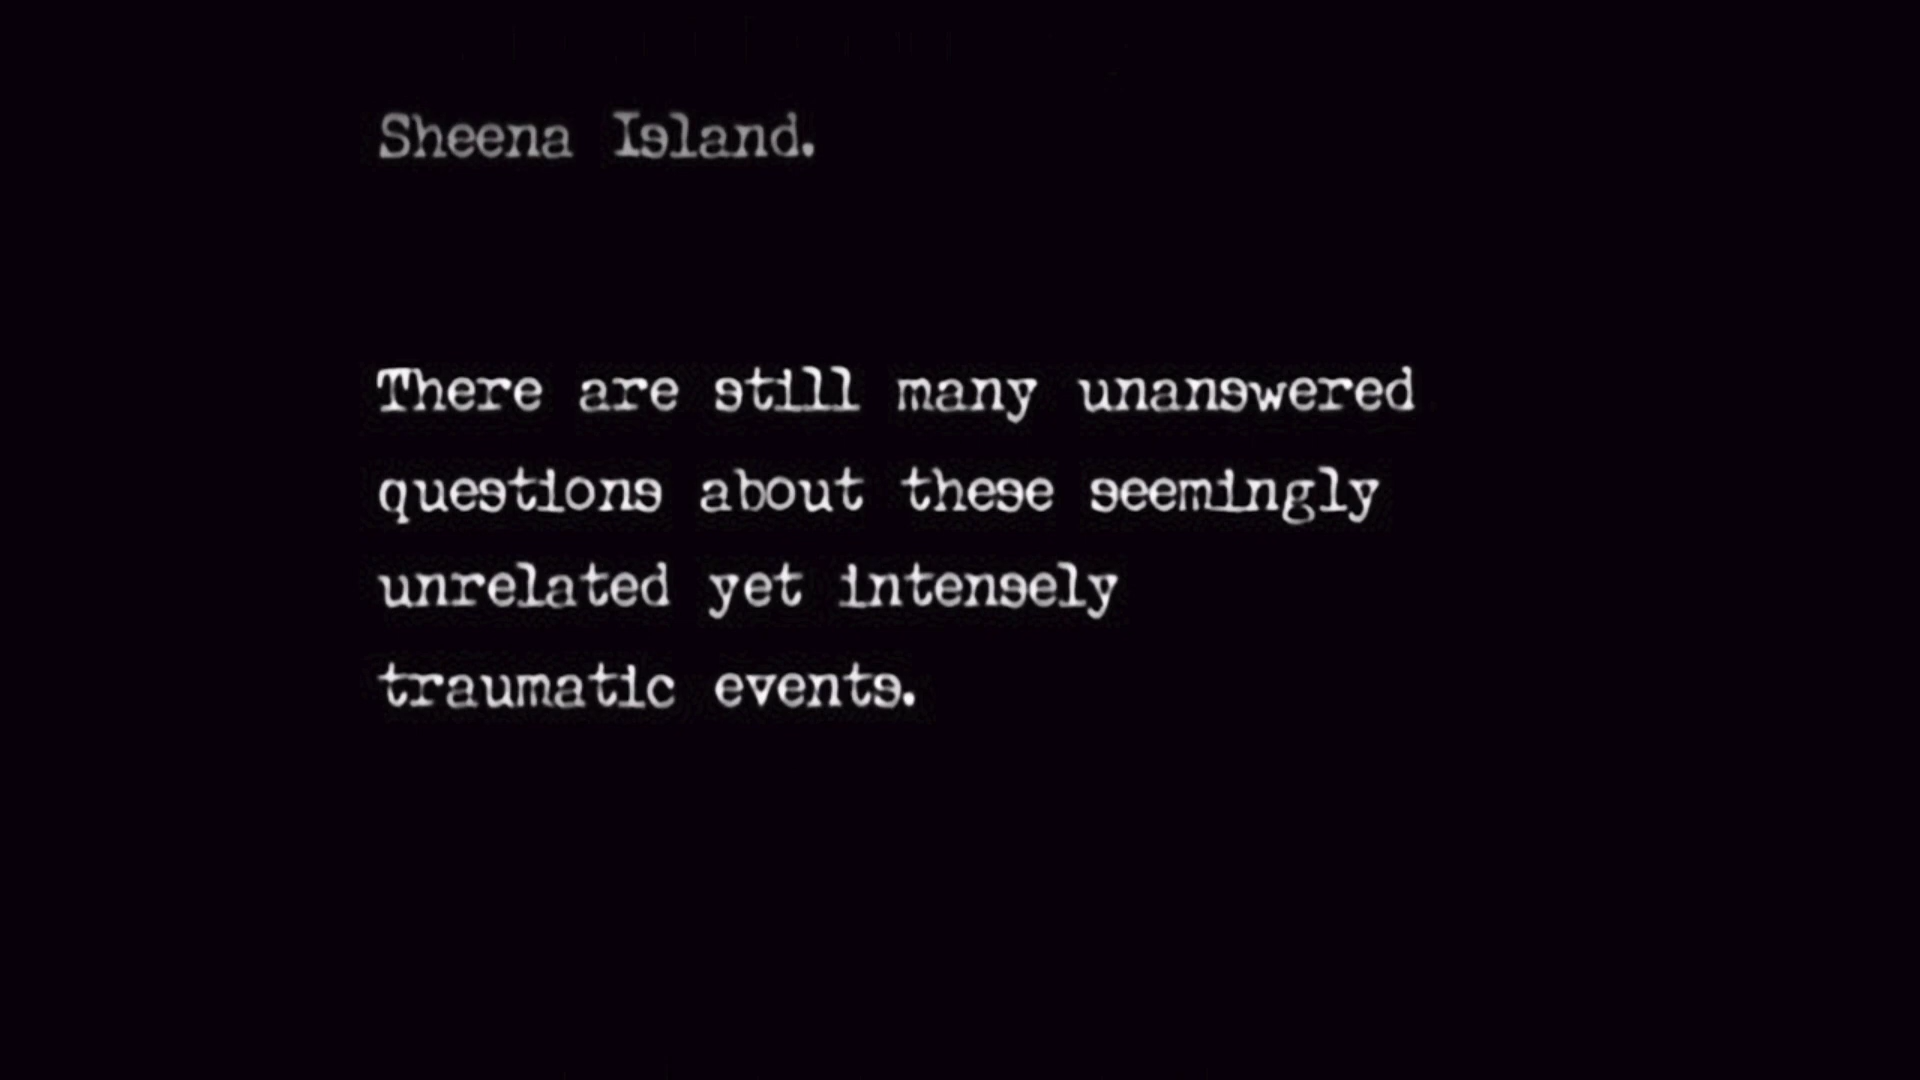 Sheena Island.
There are still many unanswered
questions about these seemingly
unrelated yet intensely
traumatic events.